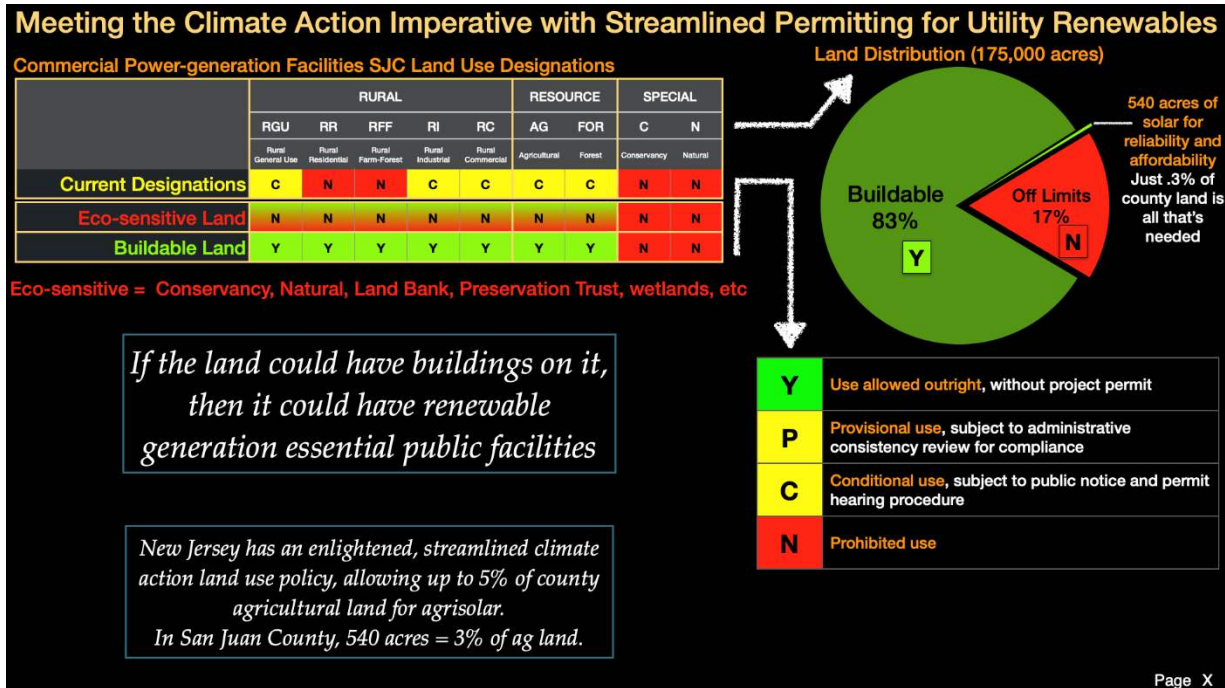 Meeting the Climate Action Imperative with Streamlined Permitting for Utility Renewables
Commercial Power-generation Facilities SJC Land Use Designations
RURAL RESOURCE SPECIAL
RGU RR RFF RI RC AG FOR C N
Rural General Use Rural Residential Rural Farm-Forest Rural Industrial Rural Commercial Agricultural Forest Conservancy Natural
Current Designations C N N C C C C N N
Eco-sensitive Land N N N N N N N N N
Buildable Land Y Y Y Y Y Y Y N N
Eco-sensitive = Conservancy, Natural, Land Bank, Preservation Trust, wetlands, etc
Land Distribution (175,000 acres)
Buildable
83%
Y
Off Limits
17%
N
540 acres of
solar for
reliability and
affordability
Just .3% of
county land is
all that's
needed
If the land could have buildings on it,
then it could have renewable
generation essential public facilities
New Jersey has an enlightened, streamlined climate
action land use policy, allowing up to 5% of county
agricultural land for agrisolar.
In San Juan County, 540 acres = 3% of ag land.
Y Use allowed outright, without project permit
P Provisional use, subject to administrative
consistency review for compliance
C Conditional use, subject to public notice and permit
hearing procedure
N Prohibited use
Page X